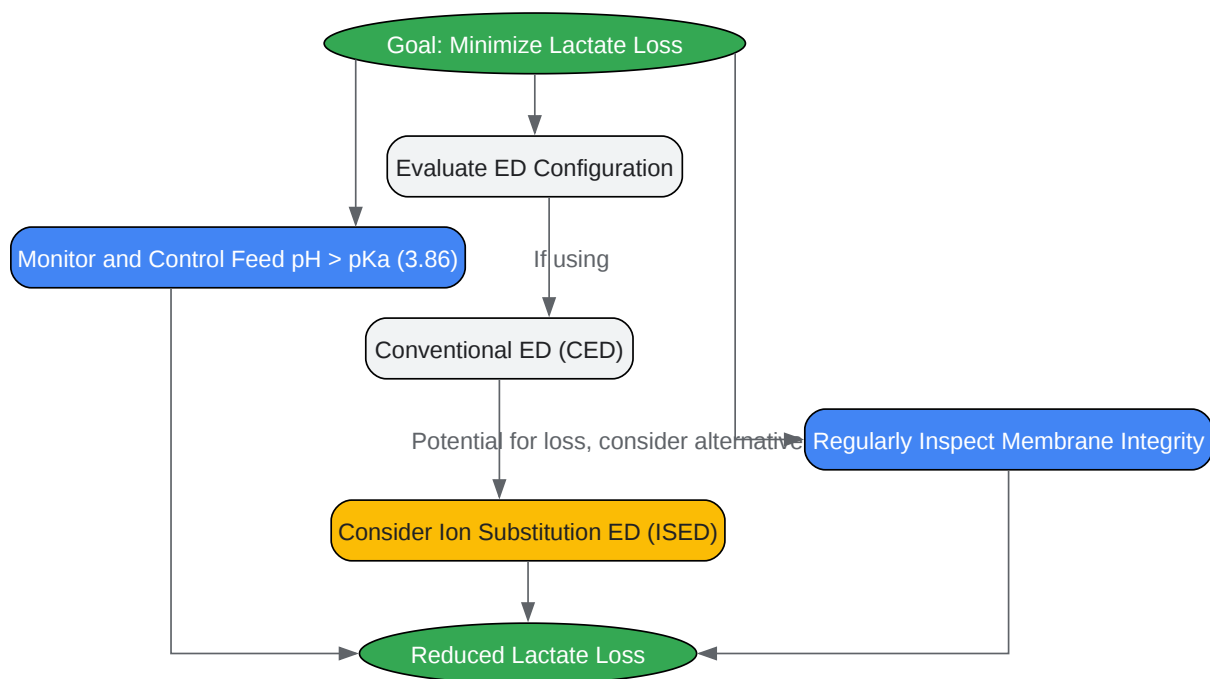 Goal: Minimize Lactate Loss
Evaluate ED Configuration
Monitor and Control Feed pH > pKa (3.86)
If using
Conventional ED (CED)
Potential for loss, consider alternative
Regularly Inspect Membrane Integrity
Consider Ion Substitution ED (ISED)
Reduced Lactate Loss